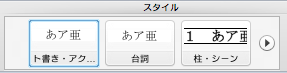 スタイル
あア亜
ト書き・アク...
あア亜
台詞
1 あア亜
柱・シーン